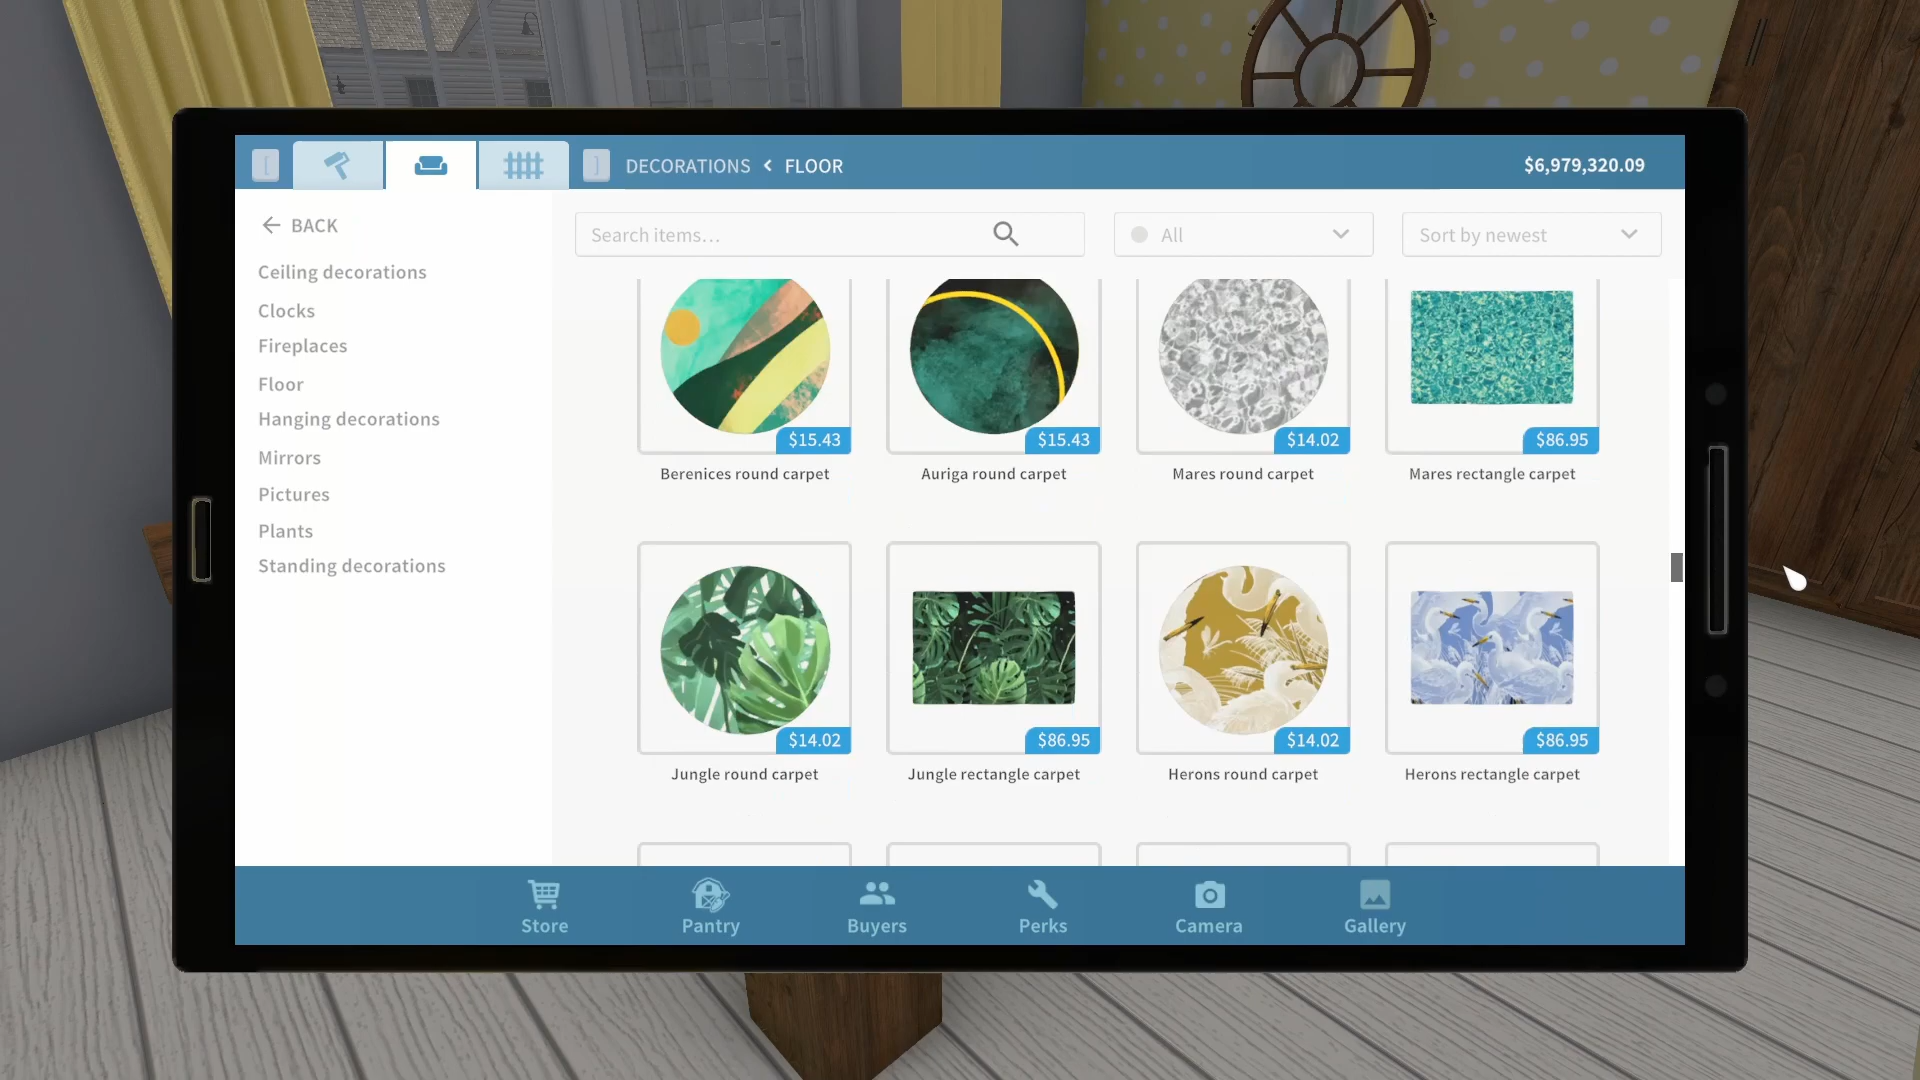 [
]
DECORATIONS < FLOOR
$6,979,320.09
BACK
Ceiling decorations
Clocks
Fireplaces
Floor
Hanging decorations
Mirrors
Pictures
Plants
Standing decorations
Search items...
All
Sort by newest
$15.43
$15.43
$14.02
$86.95
Berenices round carpet
Auriga round carpet
Mares round carpet
Mares rectangle carpet
$14.02
$86.95
$14.02
$86.95
Jungle round carpet
Jungle rectangle carpet
Herons round carpet
Herons rectangle carpet
Store
Pantry
Buyers
Perks
Camera
Gallery